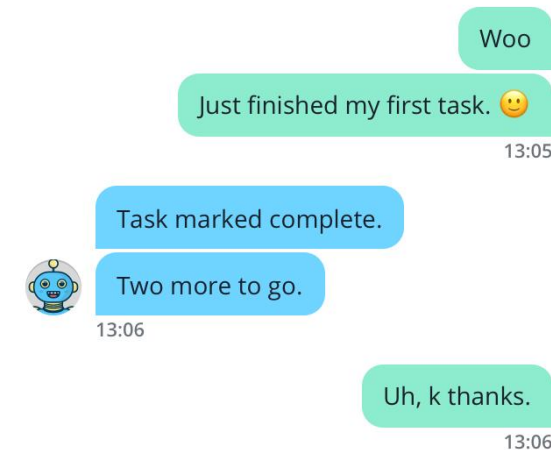 Woo
Just finished my first task. 🙂
13:05
Task marked complete.
Two more to go.
13:06
Uh, k thanks.
13:06